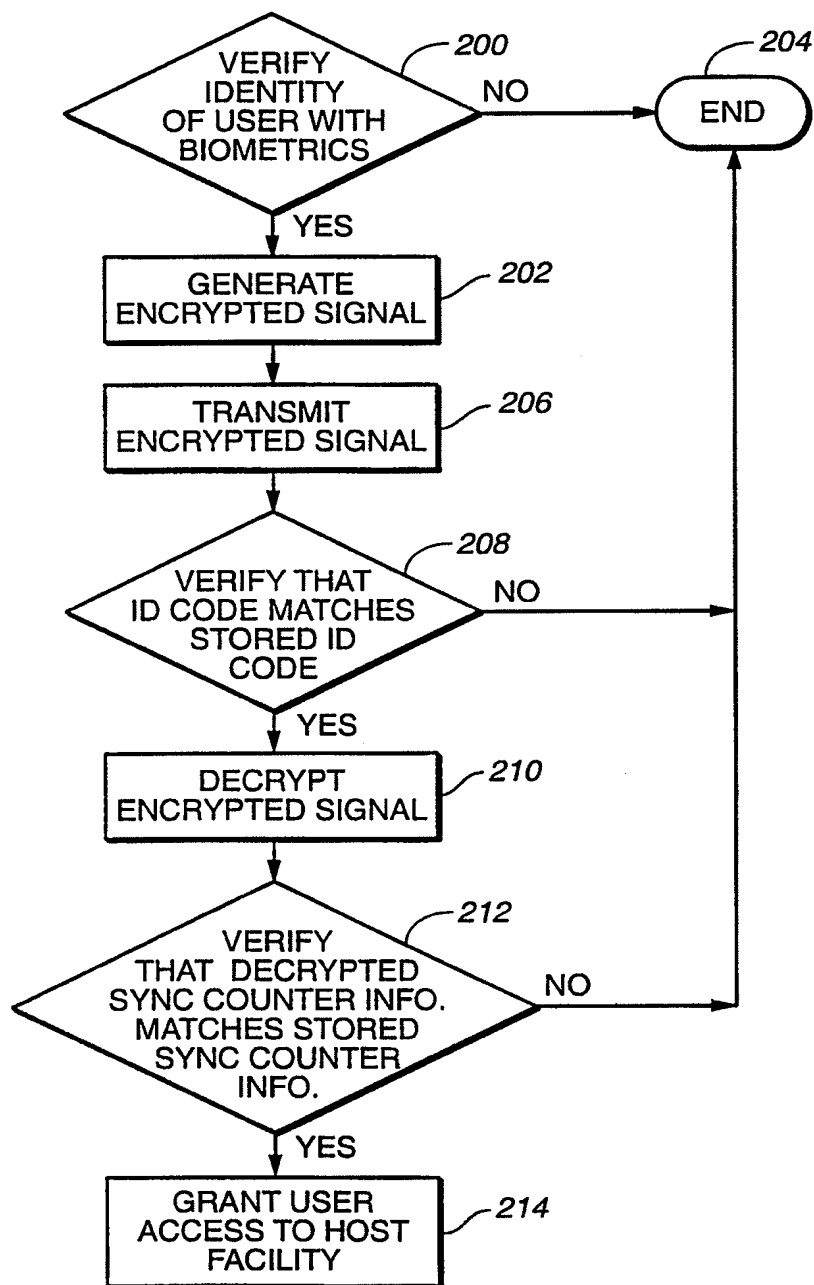 200
VERIFY
IDENTITY
OF USER WITH
BIOMETRICS
NO
204
END
YES
202
GENERATE
ENCRYPTED SIGNAL
206
TRANSMIT
ENCRYPTED SIGNAL
208
VERIFY THAT
ID CODE MATCHES
STORED ID
CODE
NO
YES
210
DECRYPT
ENCRYPTED SIGNAL
212
VERIFY
THAT DECRYPTED
SYNC COUNTER INFO.
MATCHES STORED
SYNC COUNTER
INFO.
NO
YES
214
GRANT USER
ACCESS TO HOST
FACILITY